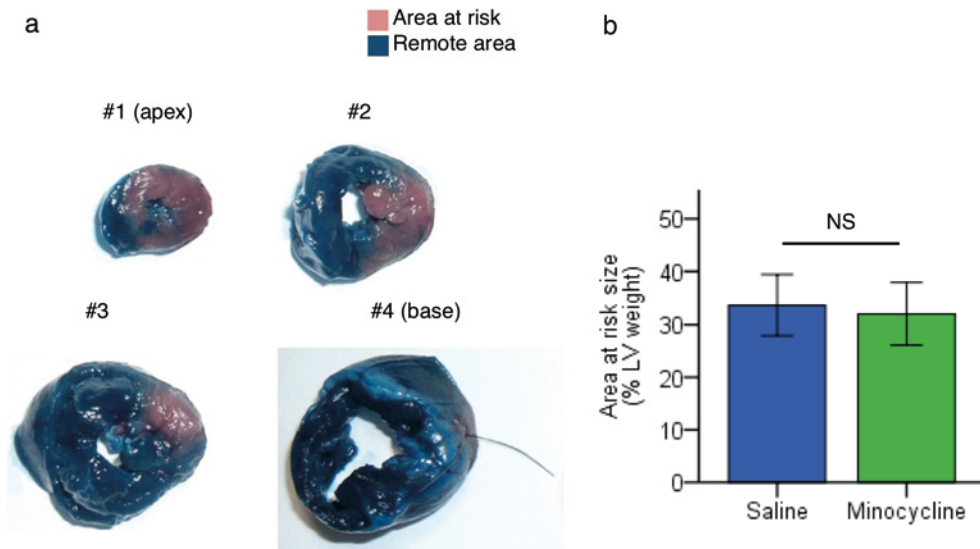 a
Area at risk
Remote area
#1 (apex)
#2
#3
#4 (base)
b
Area at risk size
(% LV weight)
50
40
30
20
10
0
NS
Saline
Minocycline